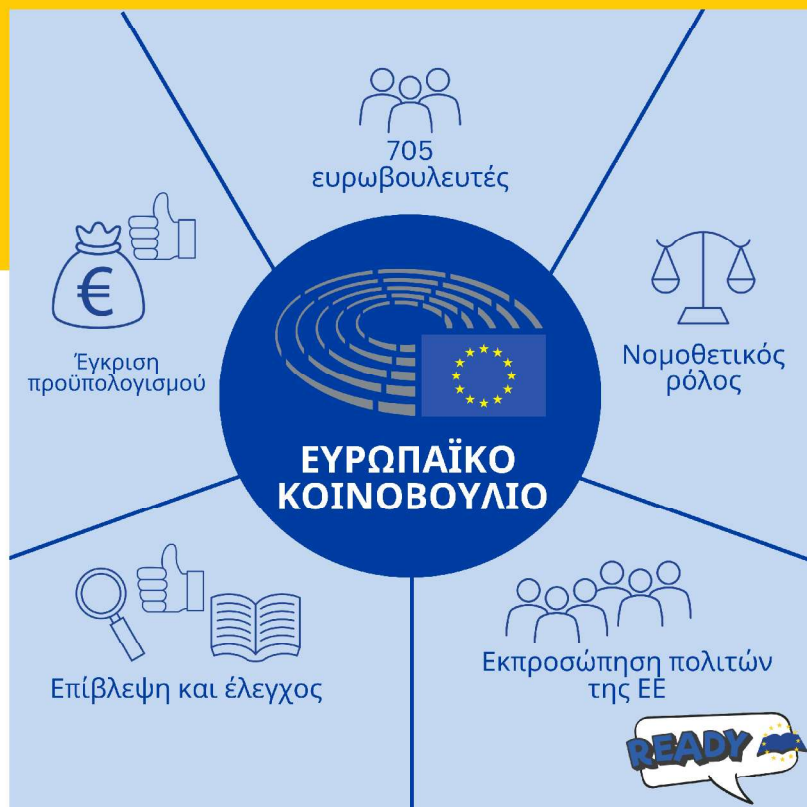 705
ευρωβουλευτές
€
Έγκριση
προϋπολογισμού
Νομοθετικός
ρόλος
ΕΥΡΩΠΑΪΚΟ
ΚΟΙΝΟΒΟΥΛΙΟ
Επίβλεψη και έλεγχος
Εκπροσώπηση πολιτών
της ΕΕ
READY